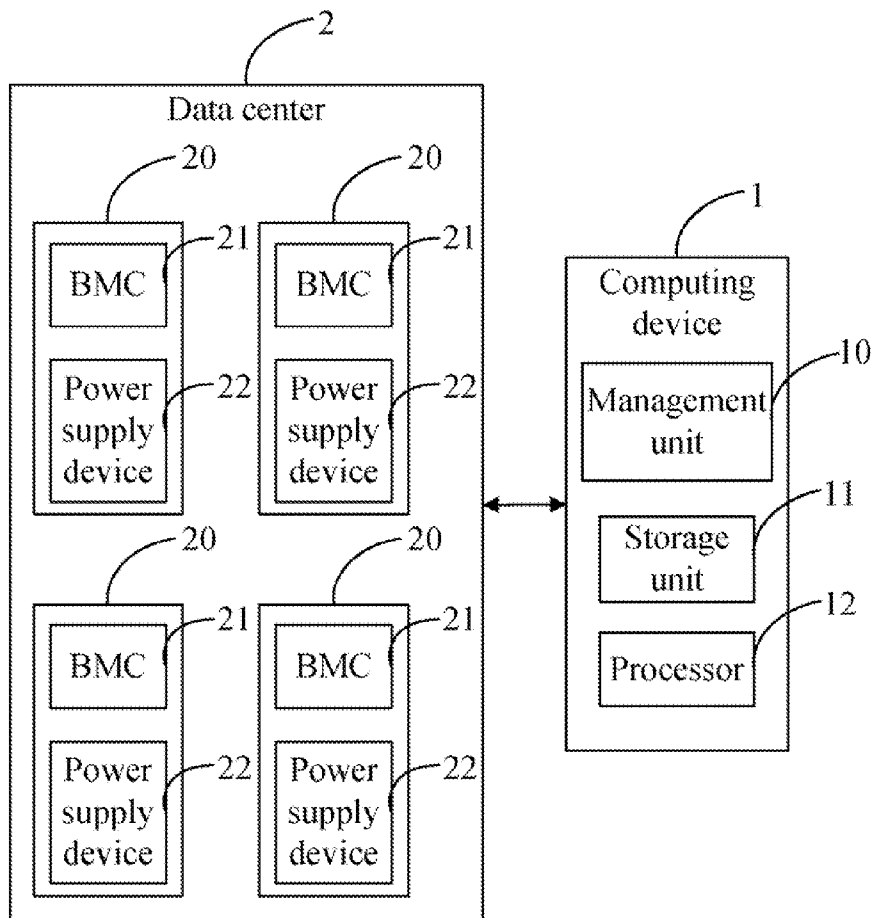 2
Data center
20
20
21
BMC
21
BMC
22
Power
supply
device
22
Power
supply
device
20
20
21
BMC
21
BMC
22
Power
supply
device
22
Power
supply
device
1
Computing
device
10
Management
unit
11
Storage
unit
12
Processor